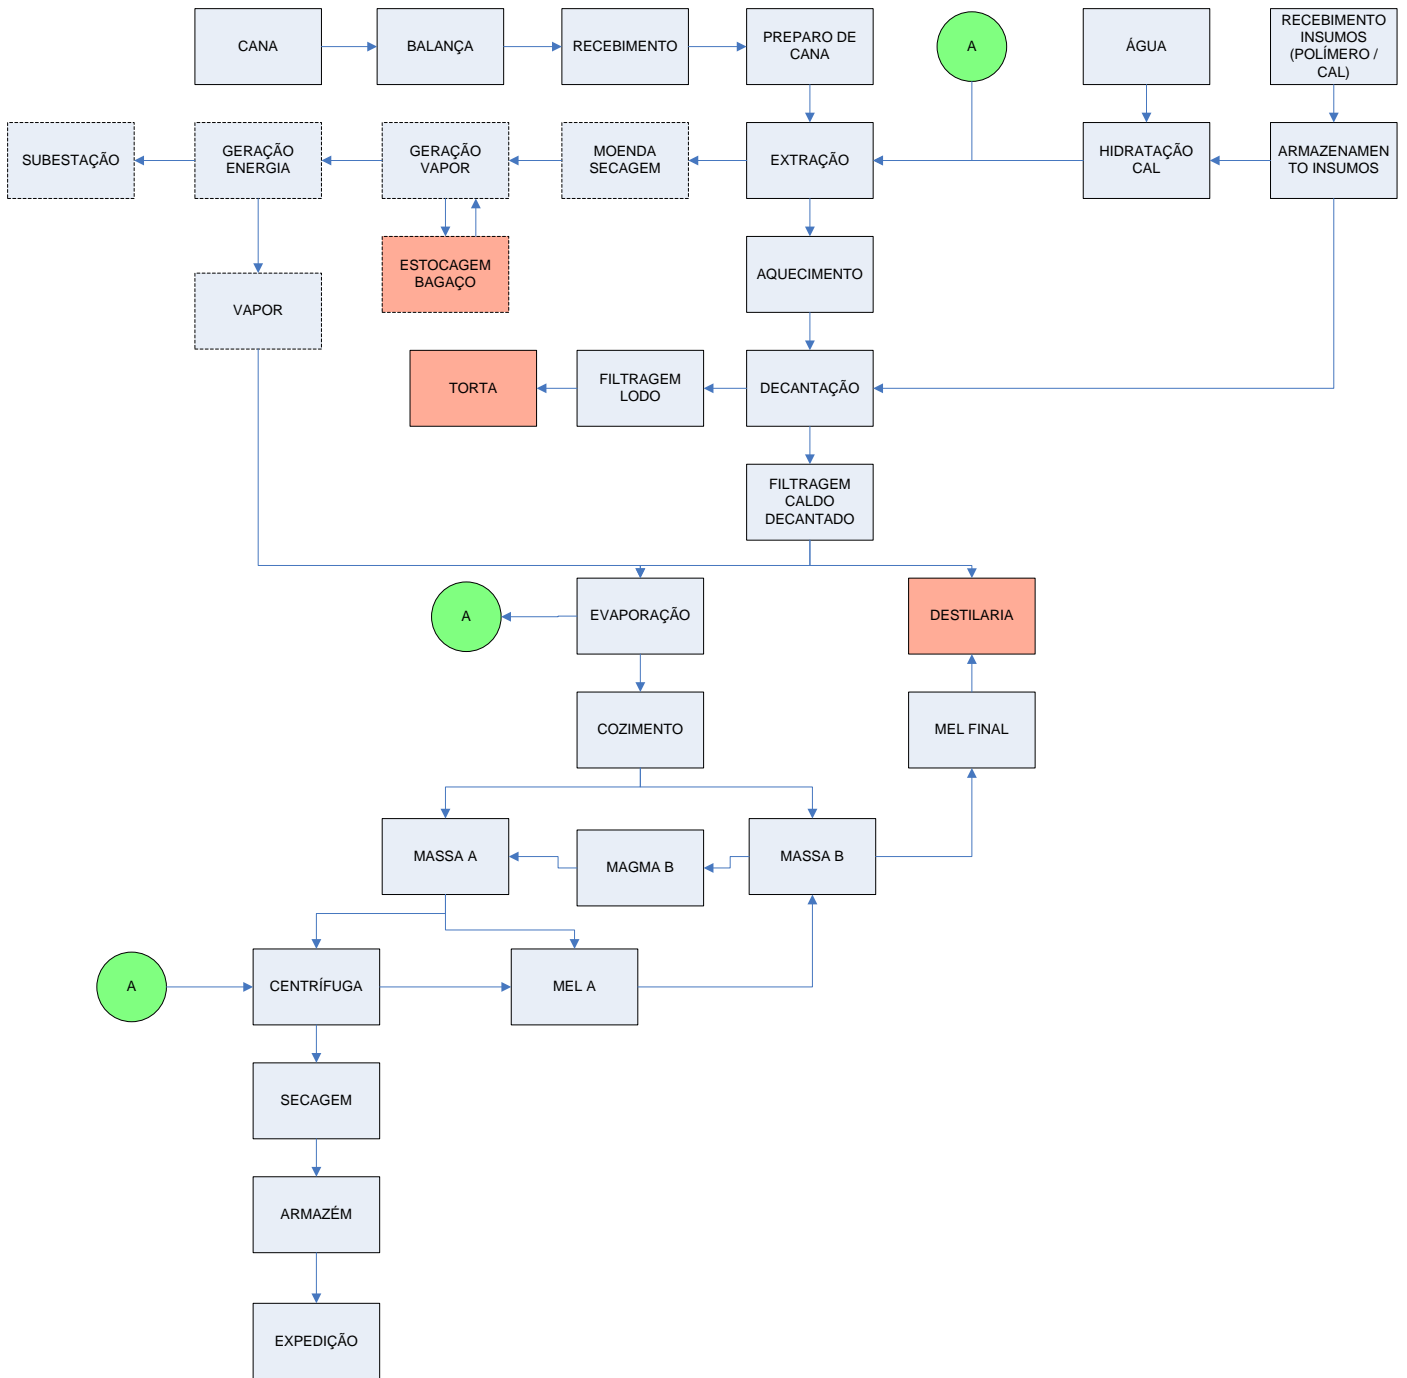 CANA
BALANÇA
RECEBIMENTO
PREPARO DE
CANA
A
ÁGUA
RECEBIMENTO
INSUMOS
(POLÍMERO /
CAL)
SUBESTAÇÃO
GERAÇÃO
ENERGIA
GERAÇÃO
VAPOR
MOENDA
SECAGEM
EXTRAÇÃO
HIDRATAÇÃO
CAL
ARMAZENAMEN
TO INSUMOS
VAPOR
ESTOCAGEM
BAGAÇO
AQUECIMENTO
TORTA
FILTRAGEM
LODO
DECANTAÇÃO
FILTRAGEM
CALDO
DECANTADO
A
EVAPORAÇÃO
DESTILARIA
COZIMENTO
MEL FINAL
MASSA A
MAGMA B
MASSA B
A
CENTRÍFUGA
MEL A
SECAGEM
ARMAZÉM
EXPEDIÇÃO